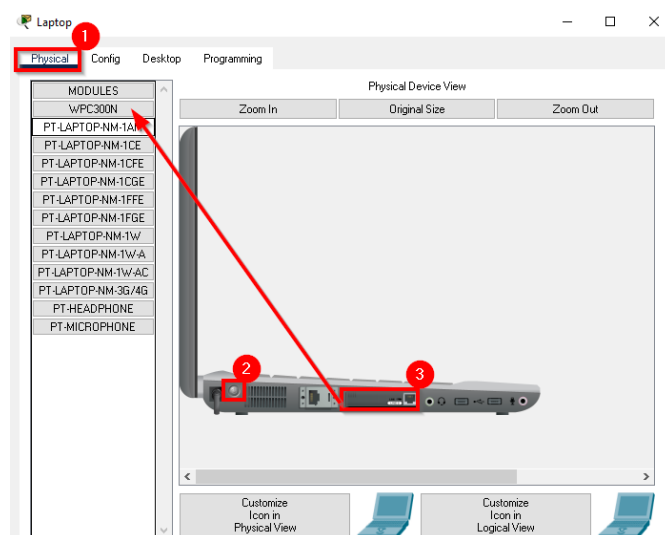 Laptop
1
Physical Config Desktop Programming
MODULES
WPC300N
PT-LAPTOP-NM-1AM
PT-LAPTOP-NM-1CE
PT-LAPTOP-NM-1CFE
PT-LAPTOP-NM-1CGE
PT-LAPTOP-NM-1FFE
PT-LAPTOP-NM-1FGE
PT-LAPTOP-NM-1W
PT-LAPTOP-NM-1W-A
PT-LAPTOP-NM-1W-AC
PT-LAPTOP-NM-3G/4G
PT-HEADPHONE
PT-MICROPHONE
Physical Device View
Zoom In Original Size Zoom Out
2
3
Customize
Icon in
Physical View
Customize
Icon in
Logical View